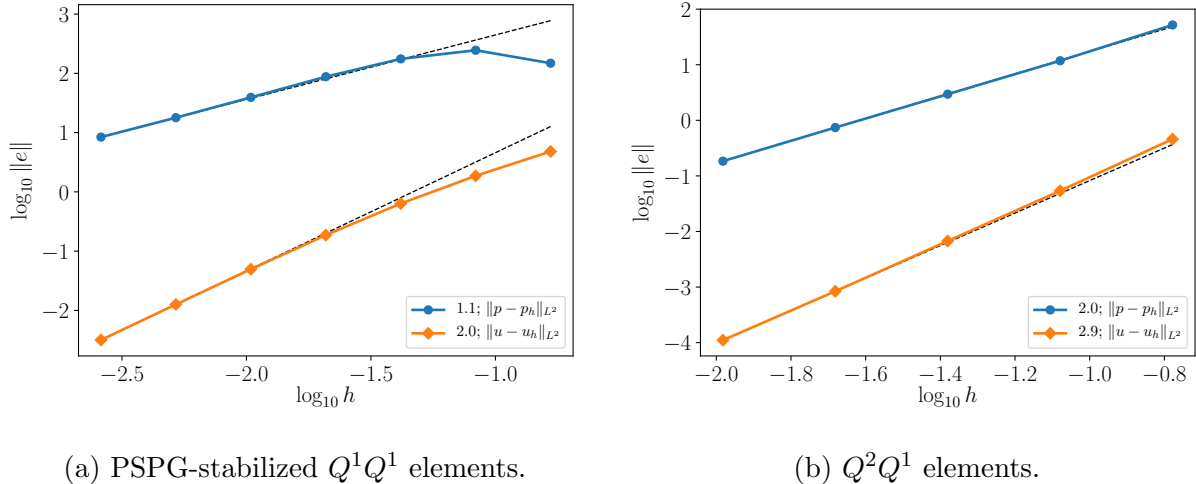 3
2
1
0
−1
−2
log₁₀ ‖e‖
−2.5
−2.0
−1.5
−1.0
log₁₀ h
1.1; ‖p − pₕ‖_{L²}
2.0; ‖u − uₕ‖_{L²}
(a) PSPG-stabilized Q¹Q¹ elements.
2
1
0
−1
−2
−3
−4
log₁₀ ‖e‖
−2.0
−1.8
−1.6
−1.4
−1.2
−1.0
−0.8
log₁₀ h
2.0; ‖p − pₕ‖_{L²}
2.9; ‖u − uₕ‖_{L²}
(b) Q²Q¹ elements.